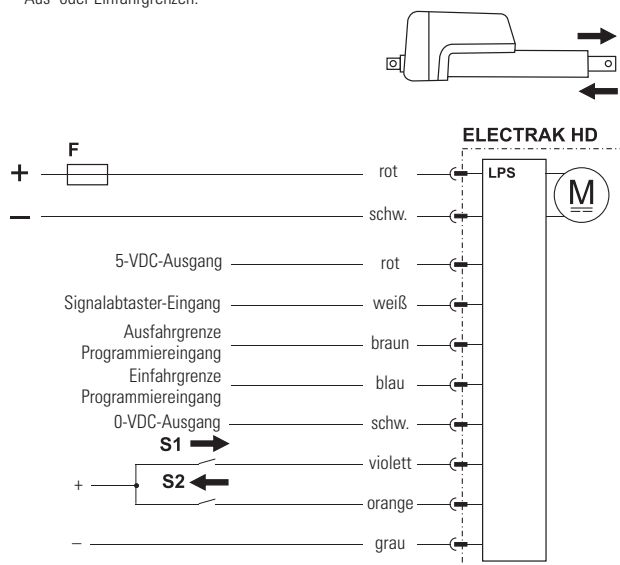 Aus- oder Einfahrgrenzen.
ELECTRAK HD
F
+ rot LPS M
– schw.
5-VDC-Ausgang rot
Signalabtaster-Eingang weiß
Ausfahrgrenze
Programmiereingang braun
Einfahrgrenze
Programmiereingang blau
0-VDC-Ausgang schw.
S1
violett
+ S2
orange
– grau